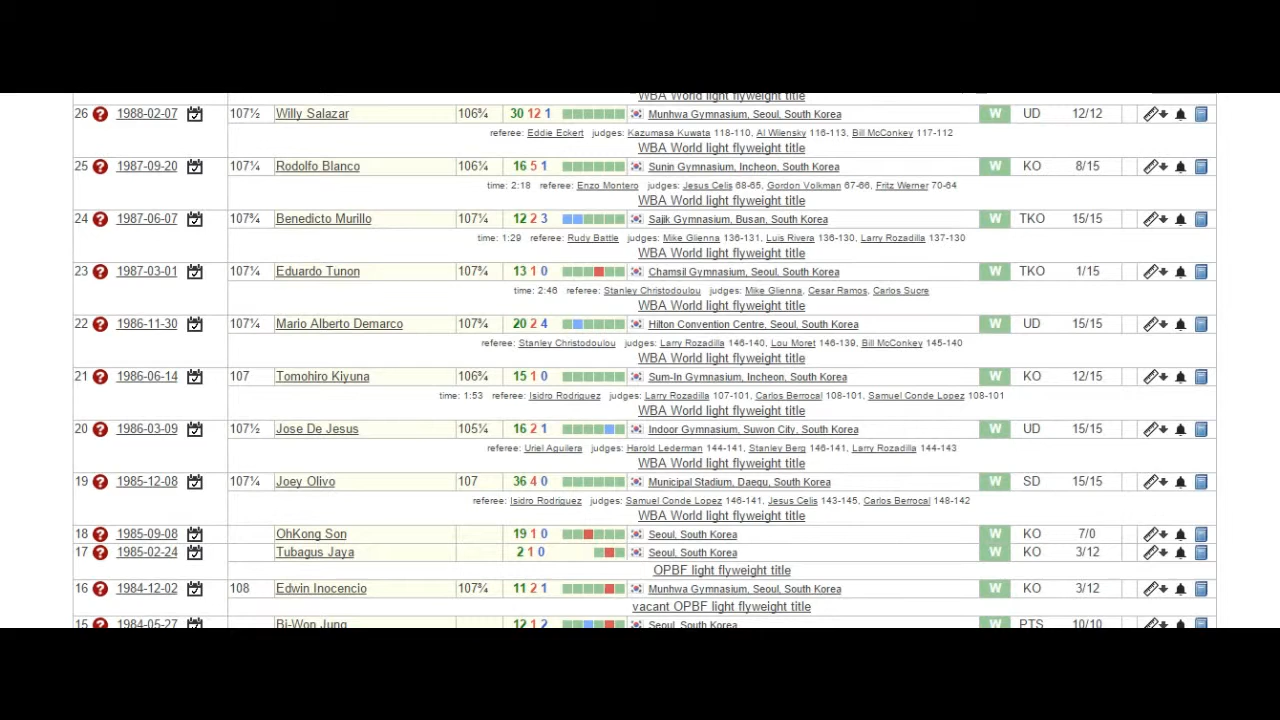 WBA World light flyweight title
26 ? 1988-02-07 107½ Willy Salazar 106¾ 30 12 1 Munhwa Gymnasium, Seoul, South Korea W UD 12/12
referee: Eddie Eckert judges: Kazumasa Kuwata 118-110, Al Wilensky 116-113, Bill McConkey 117-112
WBA World light flyweight title
25 ? 1987-09-20 107¼ Rodolfo Blanco 106¼ 16 5 1 Sunin Gymnasium, Incheon, South Korea W KO 8/15
time: 2:18 referee: Enzo Montero judges: Jesus Celis 68-65, Gordon Volkman 67-66, Fritz Werner 70-64
WBA World light flyweight title
24 ? 1987-06-07 107¾ Benedicto Murillo 107¼ 12 2 3 Sajik Gymnasium, Busan, South Korea W TKO 15/15
time: 1:29 referee: Rudy Battle judges: Mike Glienna 136-131, Luis Rivera 136-130, Larry Rozadilla 137-130
WBA World light flyweight title
23 ? 1987-03-01 107¼ Eduardo Tunon 107¾ 13 1 0 Chamsil Gymnasium, Seoul, South Korea W TKO 1/15
time: 2:46 referee: Stanley Christodoulou judges: Mike Glienna, Cesar Ramos, Carlos Sucre
WBA World light flyweight title
22 ? 1986-11-30 107¼ Mario Alberto Demarco 107¾ 20 2 4 Hilton Convention Centre, Seoul, South Korea W UD 15/15
referee: Stanley Christodoulou judges: Larry Rozadilla 146-140, Lou Moret 146-139, Bill McConkey 145-140
WBA World light flyweight title
21 ? 1986-06-14 107 Tomohiro Kiyuna 106¾ 15 1 0 Sum-In Gymnasium, Incheon, South Korea W KO 12/15
time: 1:53 referee: Isidro Rodriguez judges: Larry Rozadilla 107-101, Carlos Berrocal 108-101, Samuel Conde Lopez 108-101
WBA World light flyweight title
20 ? 1986-03-09 107½ Jose De Jesus 105¼ 16 2 1 Indoor Gymnasium, Suwon City, South Korea W UD 15/15
referee: Uriel Aguilera judges: Harold Lederman 144-141, Stanley Berg 146-141, Larry Rozadilla 144-143
WBA World light flyweight title
19 ? 1985-12-08 107¼ Joey Olivo 107 36 4 0 Municipal Stadium, Daegu, South Korea W SD 15/15
referee: Isidro Rodriguez judges: Samuel Conde Lopez 146-141, Jesus Celis 143-145, Carlos Berrocal 148-142
WBA World light flyweight title
18 ? 1985-09-08 OhKong Son 19 1 0 Seoul, South Korea W KO 7/0
17 ? 1985-02-24 Tubagus Jaya 2 1 0 Seoul, South Korea W KO 3/12
OPBF light flyweight title
16 ? 1984-12-02 108 Edwin Inocencio 107¾ 11 2 1 Munhwa Gymnasium, Seoul, South Korea W KO 3/12
vacant OPBF light flyweight title
15 ? 1984-05-27 Bi-Won Jung 12 1 2 Seoul, South Korea W PTS 10/10